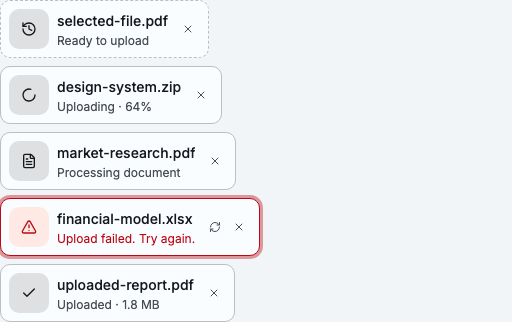 selected-file.pdf
Ready to upload
design-system.zip
Uploading · 64%
market-research.pdf
Processing document
financial-model.xlsx
Upload failed. Try again.
uploaded-report.pdf
Uploaded · 1.8 MB